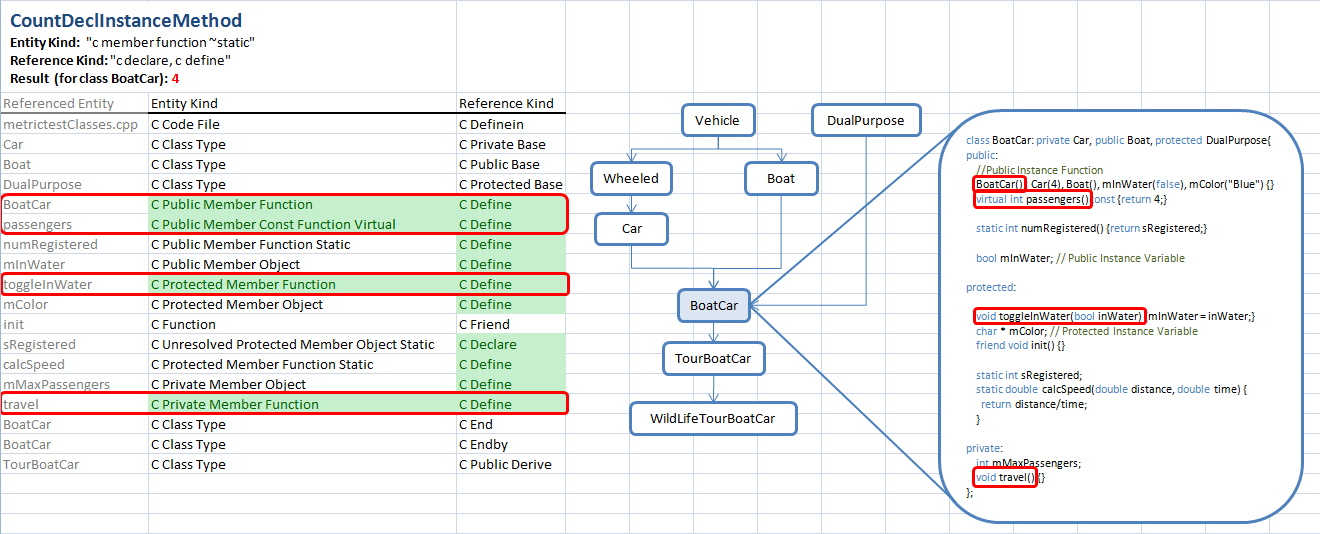 CountDeclInstanceMethod
Entity Kind: "c member function ~static"
Reference Kind: "c declare, c define"
Result (for class BoatCar): 4
Referenced Entity Entity Kind Reference Kind
metrictestClasses.cpp C Code File C Definein
Car C Class Type C Private Base
Boat C Class Type C Public Base
DualPurpose C Class Type C Protected Base
BoatCar C Public Member Function C Define
passengers C Public Member Const Function Virtual C Define
numRegistered C Public Member Function Static C Define
mInWater C Public Member Object C Define
toggleInWater C Protected Member Function C Define
mColor C Protected Member Object C Define
init C Function C Friend
sRegistered C Unresolved Protected Member Object Static C Declare
calcSpeed C Protected Member Function Static C Define
mMaxPassengers C Private Member Object C Define
travel C Private Member Function C Define
BoatCar C Class Type C End
BoatCar C Class Type C Endby
TourBoatCar C Class Type C Public Derive
Vehicle
DualPurpose
Wheeled
Boat
Car
BoatCar
TourBoatCar
WildLifeTourBoatCar
class BoatCar: private Car, public Boat, protected DualPurpose{
public:
//Public Instance Function
BoatCar() Car(4), Boat(), mInWater(false), mColor("Blue") {}
virtual int passengers() const {return 4;}
static int numRegistered() {return sRegistered;}
bool mInWater; // Public Instance Variable
protected:
void toggleInWater(bool inWater) mInWater = inWater;}
char * mColor; // Protected Instance Variable
friend void init() {}
static int sRegistered;
static double calcSpeed(double distance, double time) {
return distance/time;
}
private:
int mMaxPassengers;
void travel() {}
};